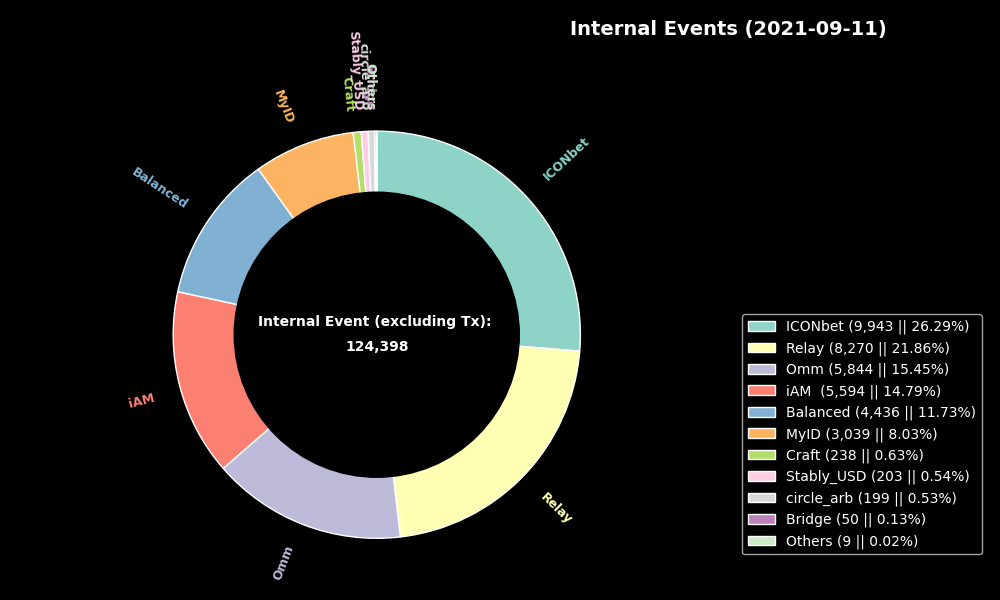 Internal Events (2021-09-11)
Others
circle_arb
Stably_USD
Craft
MyID
ICONbet
Balanced
iAM
Omm
Relay
Internal Event (excluding Tx):
124,398
ICONbet (9,943 || 26.29%)
Relay (8,270 || 21.86%)
Omm (5,844 || 15.45%)
iAM  (5,594 || 14.79%)
Balanced (4,436 || 11.73%)
MyID (3,039 || 8.03%)
Craft (238 || 0.63%)
Stably_USD (203 || 0.54%)
circle_arb (199 || 0.53%)
Bridge (50 || 0.13%)
Others (9 || 0.02%)